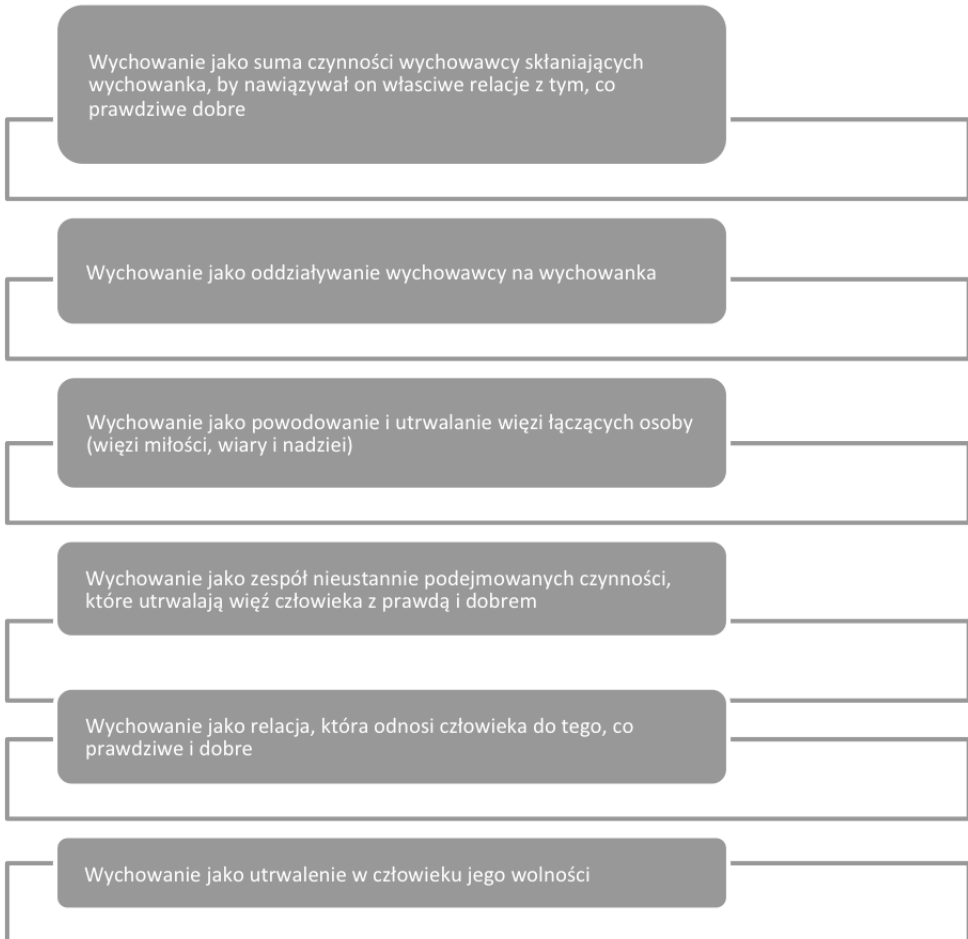 Wychowanie jako suma czynności wychowawcy skłaniających
wychowanka, by nawiązywał on własciwe relacje z tym, co
prawdziwe dobre
Wychowanie jako oddziaływanie wychowawcy na wychowanka
Wychowanie jako powodowanie i utrwalanie więzi łączących osoby
(więzi miłości, wiary i nadziei)
Wychowanie jako zespół nieustannie podejmowanych czynności,
które utrwalają więź człowieka z prawdą i dobrem
Wychowanie jako relacja, która odnosi człowieka do tego, co
prawdziwe i dobre
Wychowanie jako utrwalenie w człowieku jego wolności